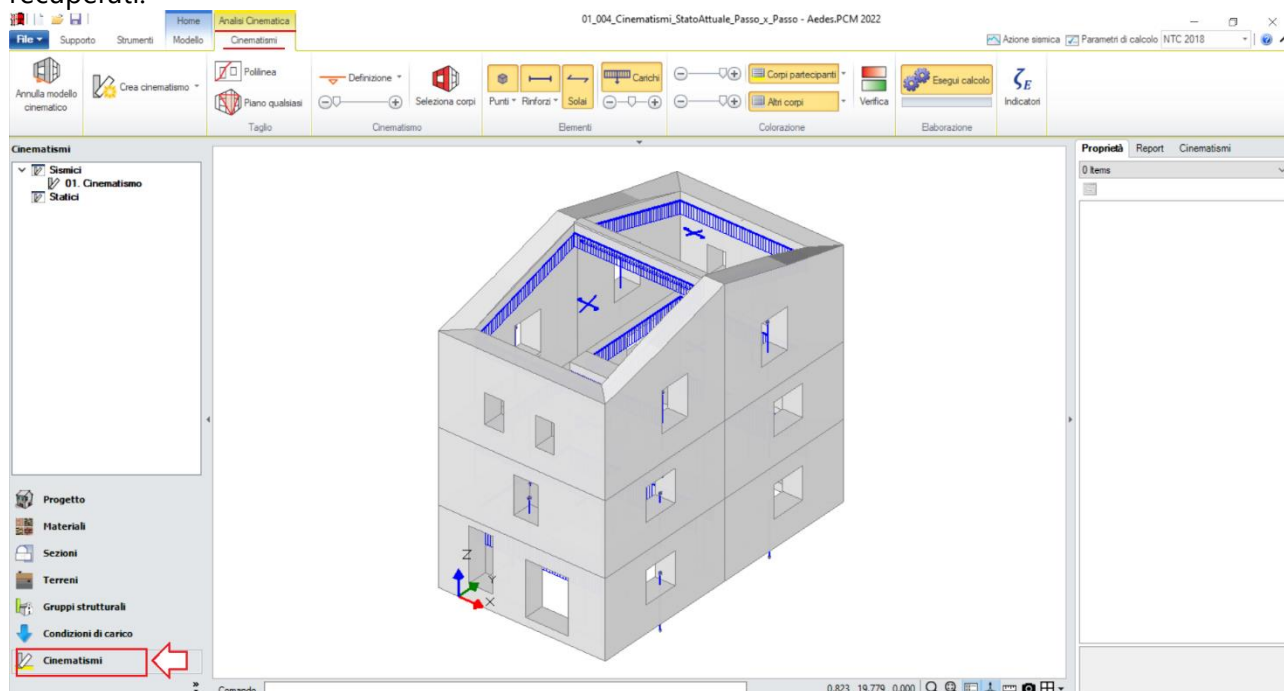 recuperati.
Home
Analisi Cinematica
01_004_Cinematismi_StatoAttuale_Passo_x_Passo - Aedes.PCM 2022
File
Supporto
Strumenti
Modello
Cinematismi
Azione sismica
Parametri di calcolo
NTC 2018
Annulla modello
cinematico
Crea cinematismo
Polilinea
Piano qualsiasi
Taglio
Definizione
Seleziona corpi
Cinematismo
Punti
Rinforzi
Solai
Carichi
Elementi
Corpi partecipanti
Altri corpi
Verifica
Colorazione
Esegui calcolo
Elaborazione
ζE
Indicatori
Cinematismi
Sismici
01. Cinematismo
Statici
Proprietà
Report
Cinematismi
0 Items
Progetto
Materiali
Sezioni
Terreni
Gruppi strutturali
Condizioni di carico
Cinematismi
Z
Y
X
Comando
0.823, 19.779, 0.000